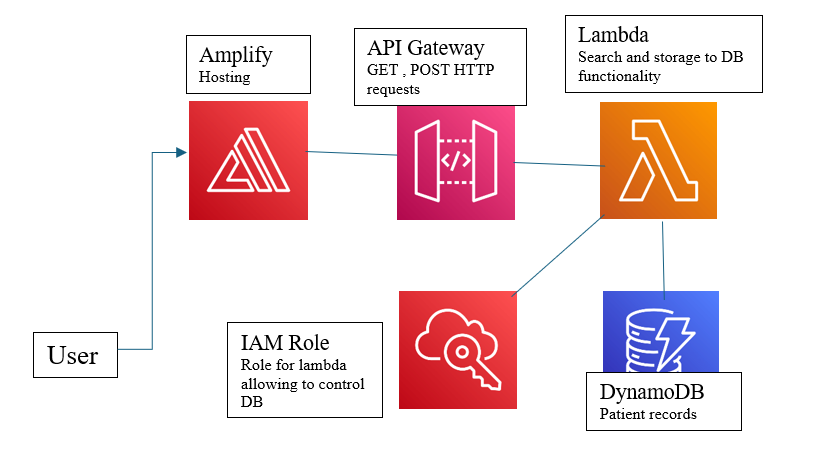 Amplify
Hosting
API Gateway
GET , POST HTTP
requests
</>
Lambda
Search and storage to DB
functionality
User
IAM Role
Role for lambda
allowing to control
DB
DynamoDB
Patient records